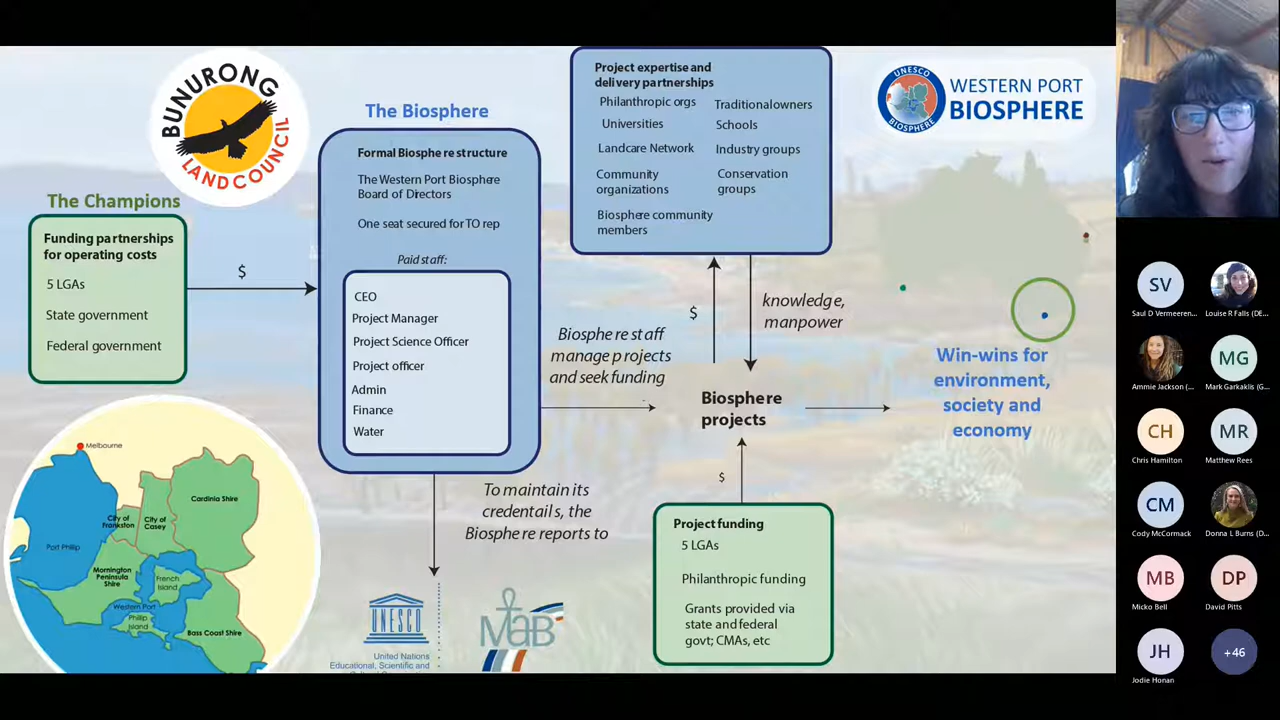 BUNURONG
LAND COUNCIL
The Champions
Funding partnerships
for operating costs
5 LGAs
State government
Federal government
$
The Biosphere
Formal Biosphere structure
The Western Port Biosphere
Board of Directors
One seat secured for TO rep
Paid staff:
CEO
Project Manager
Project Science Officer
Project officer
Admin
Finance
Water
Project expertise and
delivery partnerships
Philanthropic orgs
Traditionalowners
Universities
Schools
Landcare Network
Industry groups
Community
organizations
Conservation
groups
Biosphere community
members
UNESCO
BIOSPHERE
WESTERN PORT
BIOSPHERE
$
knowledge,
manpower
Biosphere staff
manage projects
and seek funding
Biosphere
projects
Win-wins for
environment,
society and
economy
$
Project funding
5 LGAs
Philanthropic funding
Grants provided via
state and federal
govt; CMAs, etc
To maintain its
credentails, the
Biosphere reports to
UNESCO
United Nations
Educational, Scientific and
MaB
Melbourne
Cardinia Shire
City of
Frankston
City of
Casey
Port Phillip
Mornington
Peninsula
Shire
French
Island
Western Port
Phillip
Island
Bass Coast Shire
SV
Saul D Vermeeren...
Louise R Falls (DE...
Ammie Jackson (...
MG
Mark Garkaklis (G...
CH
Chris Hamilton
MR
Matthew Rees
CM
Cody McCormack
Donna L Burns (D...
MB
Micko Bell
DP
David Pitts
JH
Jodie Honan
+46